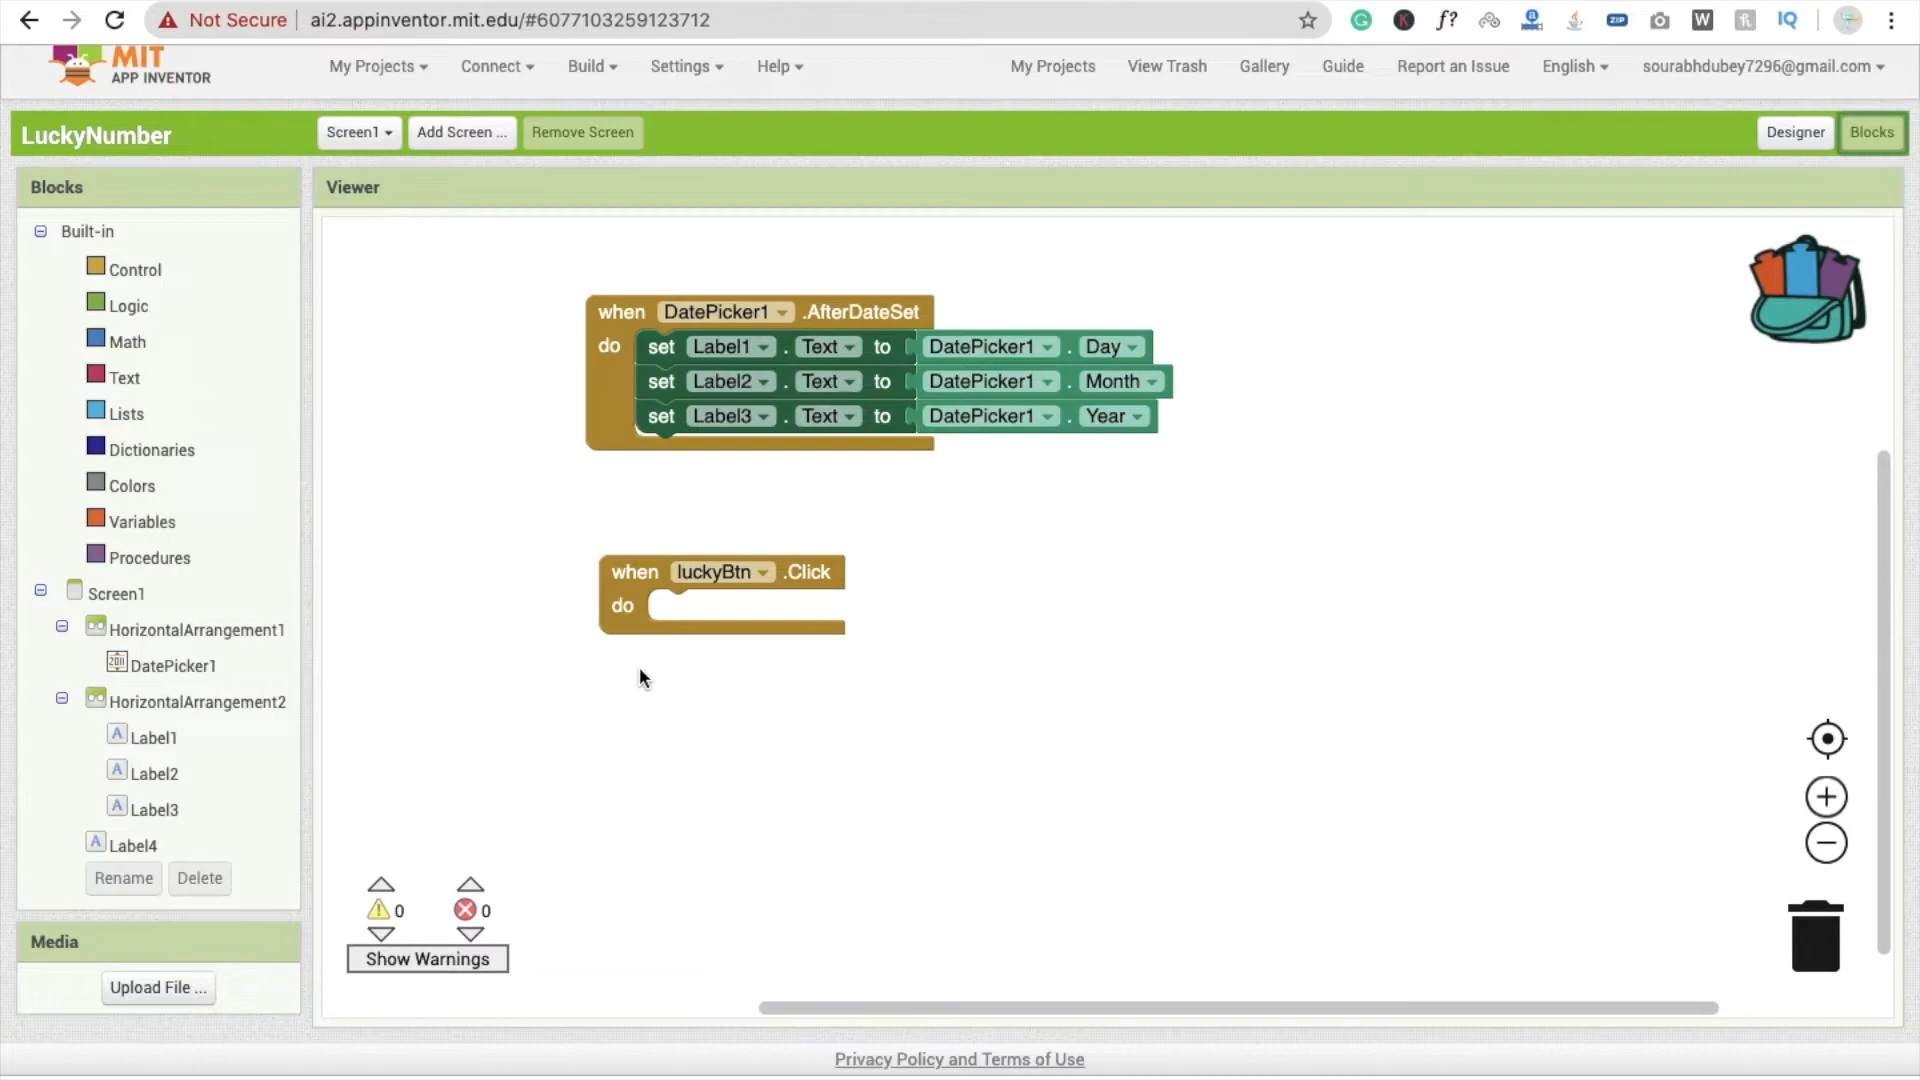 Not Secure ai2.appinventor.mit.edu/#6077103259123712
ZIP W IQ
MIT
APP INVENTOR
My Projects Connect Build Settings Help My Projects View Trash Gallery Guide Report an Issue English sourabhdubey7296@gmail.com
LuckyNumber Screen1 Add Screen ... Remove Screen Designer Blocks
Blocks Viewer
Built-in
Control
Logic
Math
Text
Lists
Dictionaries
Colors
Variables
Procedures
Screen1
HorizontalArrangement1
DatePicker1
HorizontalArrangement2
A Label1
A Label2
A Label3
A Label4
Rename Delete
Media
Upload File ...
when DatePicker1 .AfterDateSet
do set Label1 . Text to DatePicker1 . Day
set Label2 . Text to DatePicker1 . Month
set Label3 . Text to DatePicker1 . Year
when luckyBtn .Click
do
0 0
Show Warnings
Privacy Policy and Terms of Use